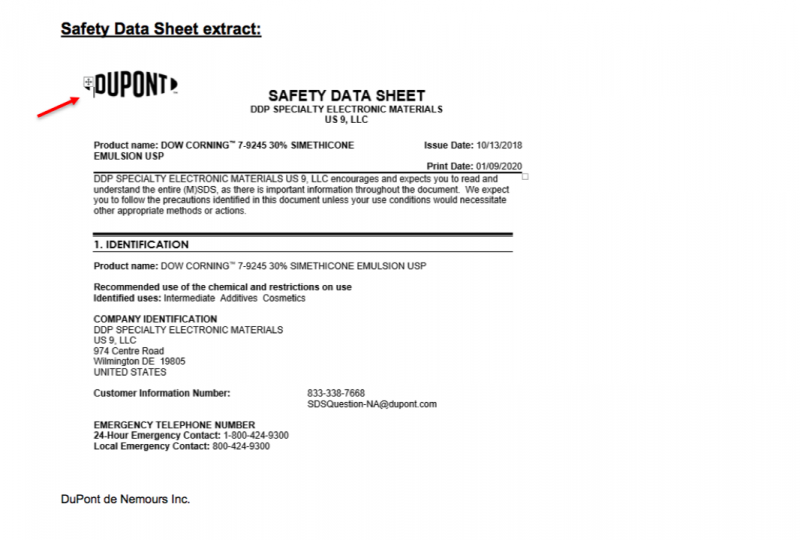 Safety Data Sheet extract:
DUPONT™
SAFETY DATA SHEET
DDP SPECIALTY ELECTRONIC MATERIALS
US 9, LLC
Product name: DOW CORNING™ 7-9245 30% SIMETHICONE
EMULSION USP
Issue Date: 10/13/2018
Print Date: 01/09/2020
DDP SPECIALTY ELECTRONIC MATERIALS US 9, LLC encourages and expects you to read and
understand the entire (M)SDS, as there is important information throughout the document. We expect
you to follow the precautions identified in this document unless your use conditions would necessitate
other appropriate methods or actions.
1. IDENTIFICATION
Product name: DOW CORNING™ 7-9245 30% SIMETHICONE EMULSION USP
Recommended use of the chemical and restrictions on use
Identified uses: Intermediate Additives Cosmetics
COMPANY IDENTIFICATION
DDP SPECIALTY ELECTRONIC MATERIALS
US 9, LLC
974 Centre Road
Wilmington DE 19805
UNITED STATES
Customer Information Number: 833-338-7668
SDSQuestion-NA@dupont.com
EMERGENCY TELEPHONE NUMBER
24-Hour Emergency Contact: 1-800-424-9300
Local Emergency Contact: 800-424-9300
DuPont de Nemours Inc.